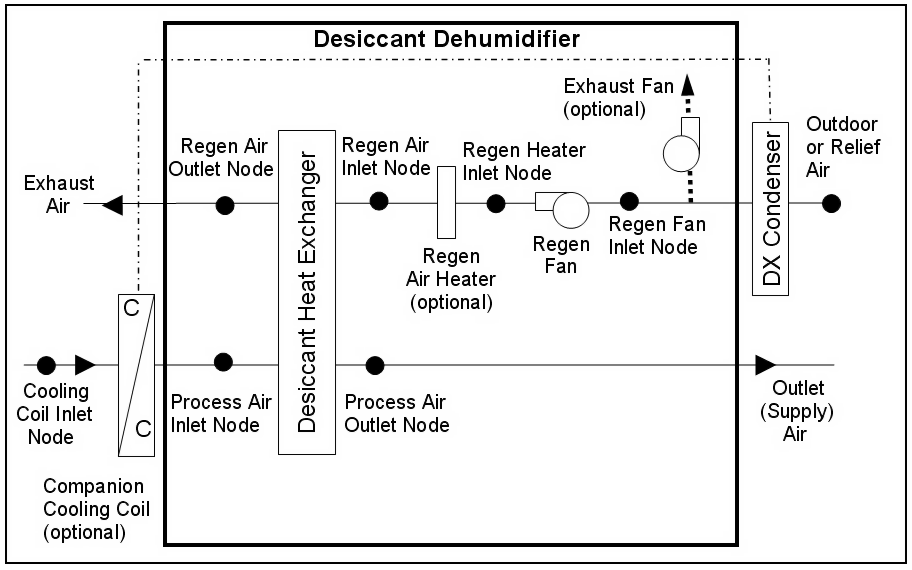 Desiccant Dehumidifier
Exhaust Fan
(optional)
Outdoor
or Relief
Air
Regen Air
Outlet Node
Regen Air
Inlet Node
Regen Heater
Inlet Node
Exhaust
Air
Regen Fan
Inlet Node
Regen
Fan
Regen
Air Heater
(optional)
DX Condenser
Desiccant Heat Exchanger
C
C
Cooling
Coil Inlet
Node
Process Air
Inlet Node
Process Air
Outlet Node
Outlet
(Supply)
Air
Companion
Cooling Coil
(optional)